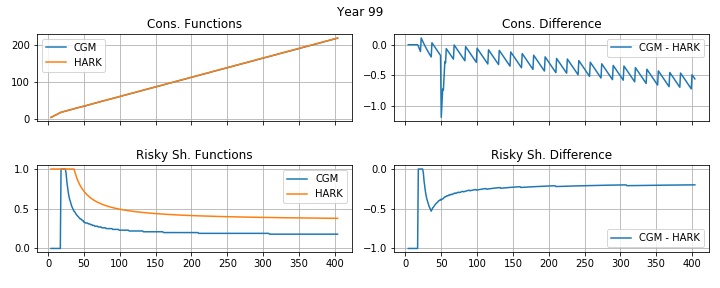 Year 99
Cons. Functions
Cons. Difference
200
100
0
CGM
HARK
0.0
−0.5
−1.0
CGM - HARK
Risky Sh. Functions
Risky Sh. Difference
1.0
0.5
0.0
CGM
HARK
0 50 100 150 200 250 300 350 400
0.0
−0.5
−1.0
CGM - HARK
0 50 100 150 200 250 300 350 400